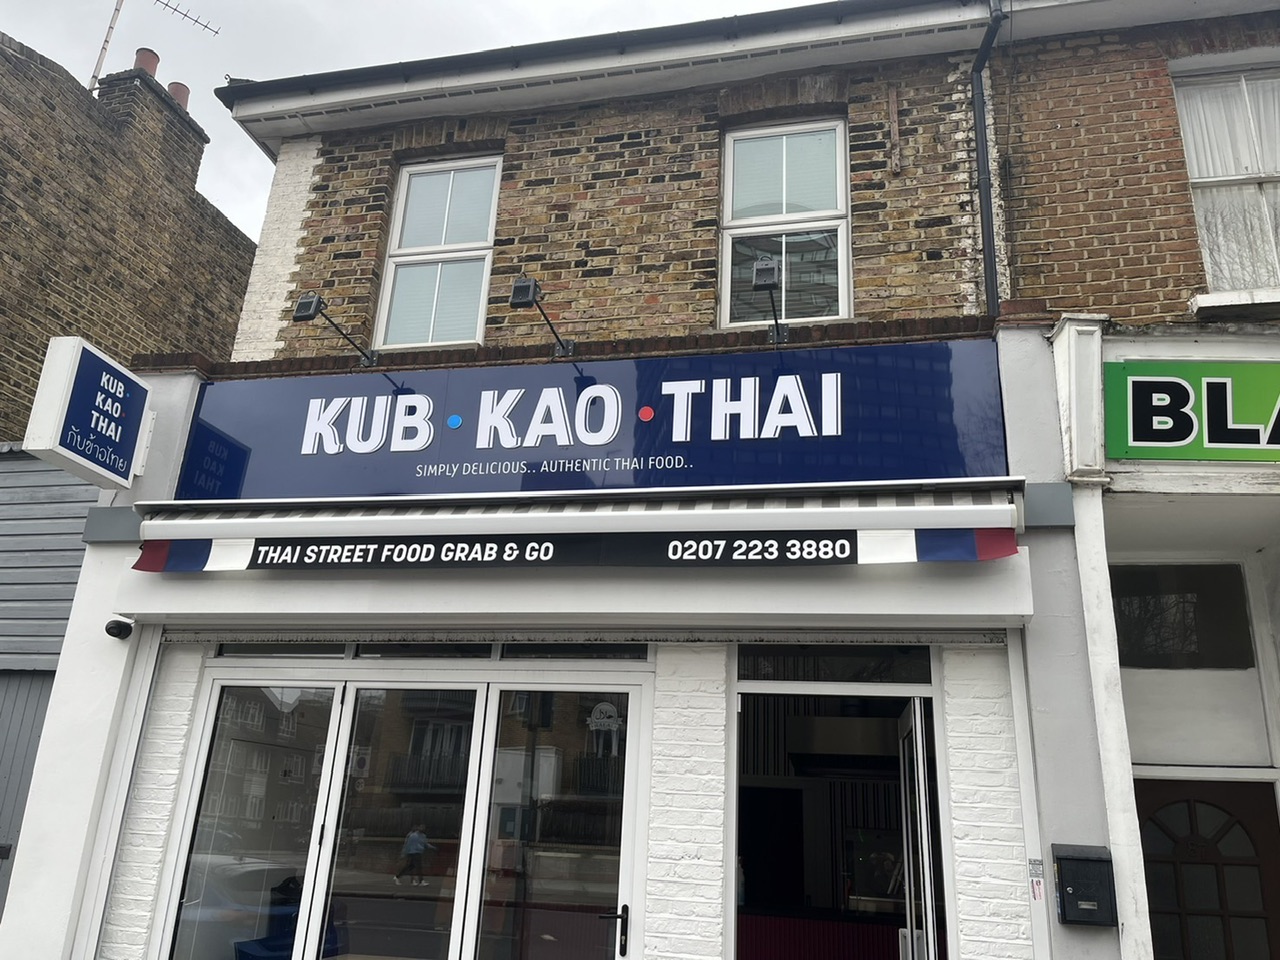 KUB·
KAO·
THAI
กับข้าวไทย
KUB · KAO · THAI
SIMPLY DELICIOUS.. AUTHENTIC THAI FOOD..
THAI STREET FOOD GRAB & GO 0207 223 3880
BLA